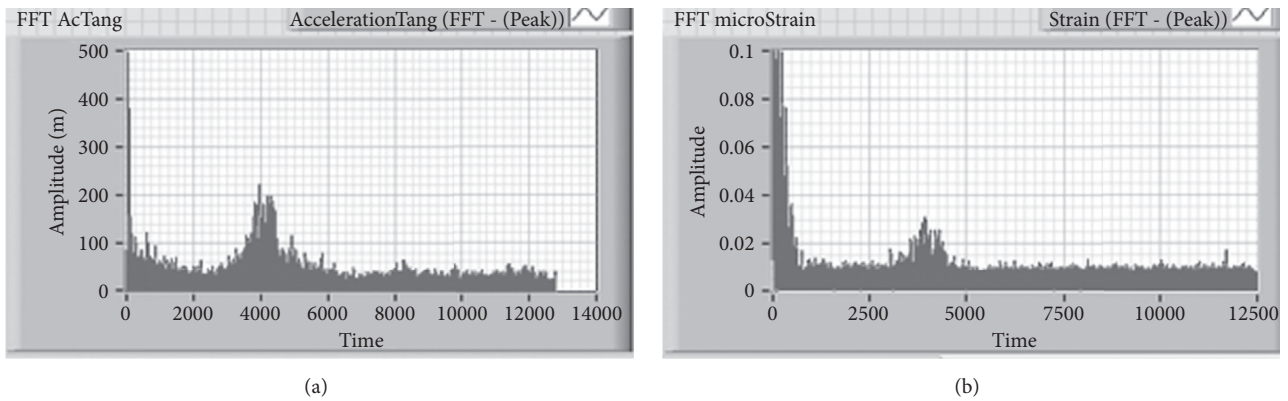 FFT AcTang AccelerationTang (FFT - (Peak))
500
400
300
200
100
0
Amplitude (m)
0 2000 4000 6000 8000 10000 12000 14000
Time
(a)
FFT microStrain Strain (FFT - (Peak))
0.1
0.08
0.06
0.04
0.02
0
Amplitude
0 2500 5000 7500 10000 12500
Time
(b)